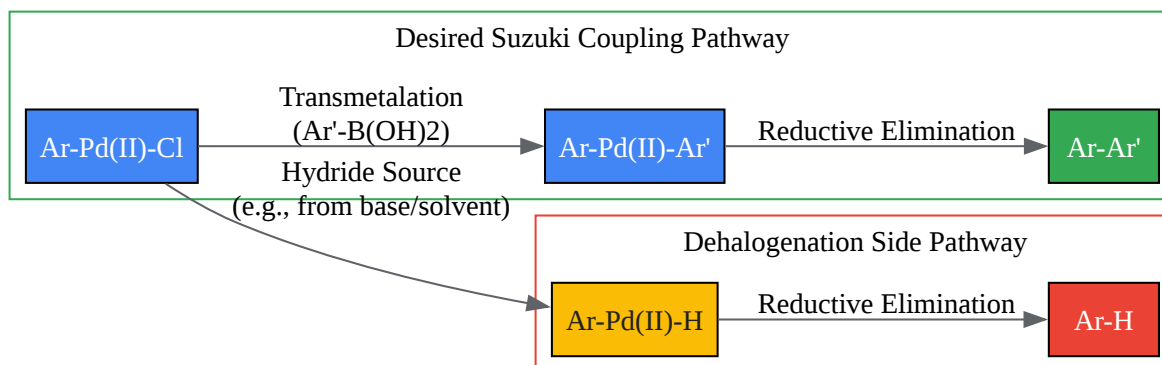 Desired Suzuki Coupling Pathway
Transmetalation
(Ar'-B(OH)2)
Ar-Pd(II)-Cl
Ar-Pd(II)-Ar'
Reductive Elimination
Ar-Ar'
Hydride Source
(e.g., from base/solvent)
Dehalogenation Side Pathway
Ar-Pd(II)-H
Reductive Elimination
Ar-H